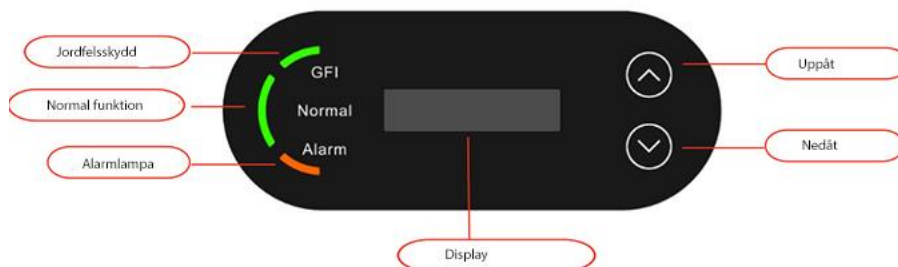 Jordfelsskydd
GFI
Uppåt
Normal funktion
Normal
Alarm
Alarmlampa
Nedåt
Display